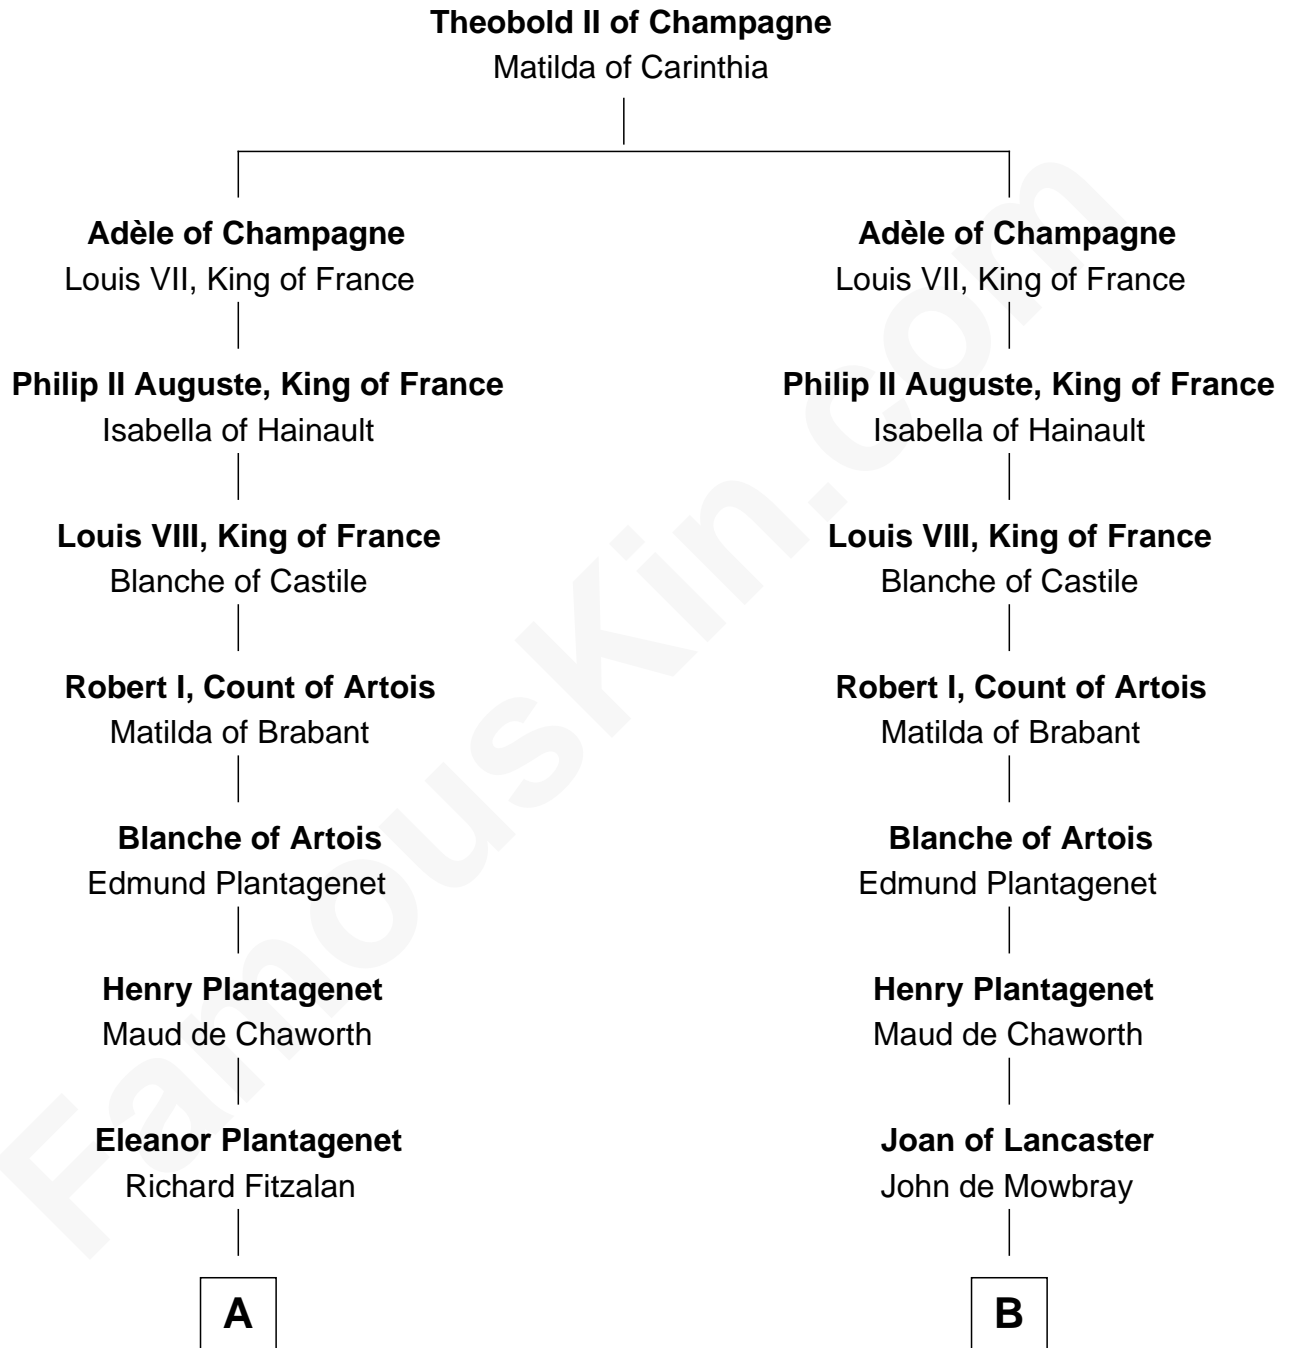 Theobold II of Champagne
Matilda of Carinthia
Adèle of Champagne
Louis VII, King of France
Philip II Auguste, King of France
Isabella of Hainault
Louis VIII, King of France
Blanche of Castile
Robert I, Count of Artois
Matilda of Brabant
Blanche of Artois
Edmund Plantagenet
Henry Plantagenet
Maud de Chaworth
Eleanor Plantagenet
Richard Fitzalan
A
Adèle of Champagne
Louis VII, King of France
Philip II Auguste, King of France
Isabella of Hainault
Louis VIII, King of France
Blanche of Castile
Robert I, Count of Artois
Matilda of Brabant
Blanche of Artois
Edmund Plantagenet
Henry Plantagenet
Maud de Chaworth
Joan of Lancaster
John de Mowbray
B
FamousKin.com